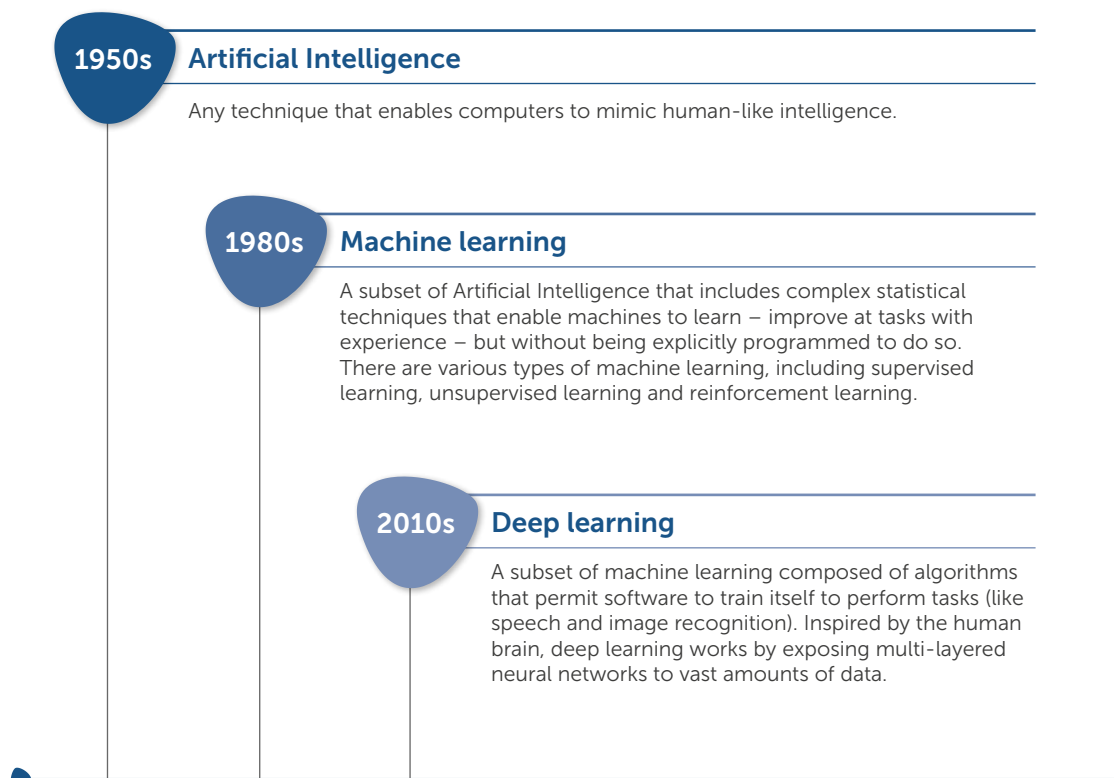 1950s
Artificial Intelligence
Any technique that enables computers to mimic human-like intelligence.
1980s
Machine learning
A subset of Artificial Intelligence that includes complex statistical
techniques that enable machines to learn – improve at tasks with
experience – but without being explicitly programmed to do so.
There are various types of machine learning, including supervised
learning, unsupervised learning and reinforcement learning.
2010s
Deep learning
A subset of machine learning composed of algorithms
that permit software to train itself to perform tasks (like
speech and image recognition). Inspired by the human
brain, deep learning works by exposing multi-layered
neural networks to vast amounts of data.